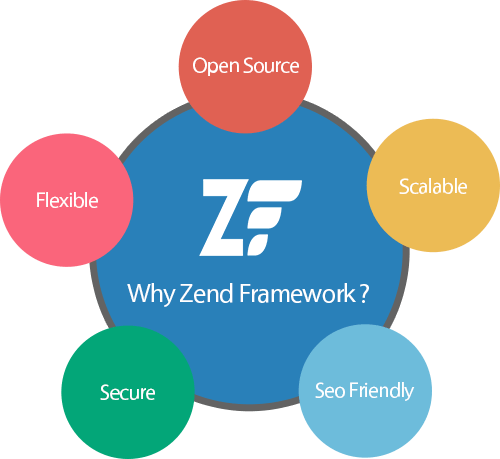 Open Source
Flexible
Scalable
ZF
Why Zend Framework ?
Secure
Seo Friendly